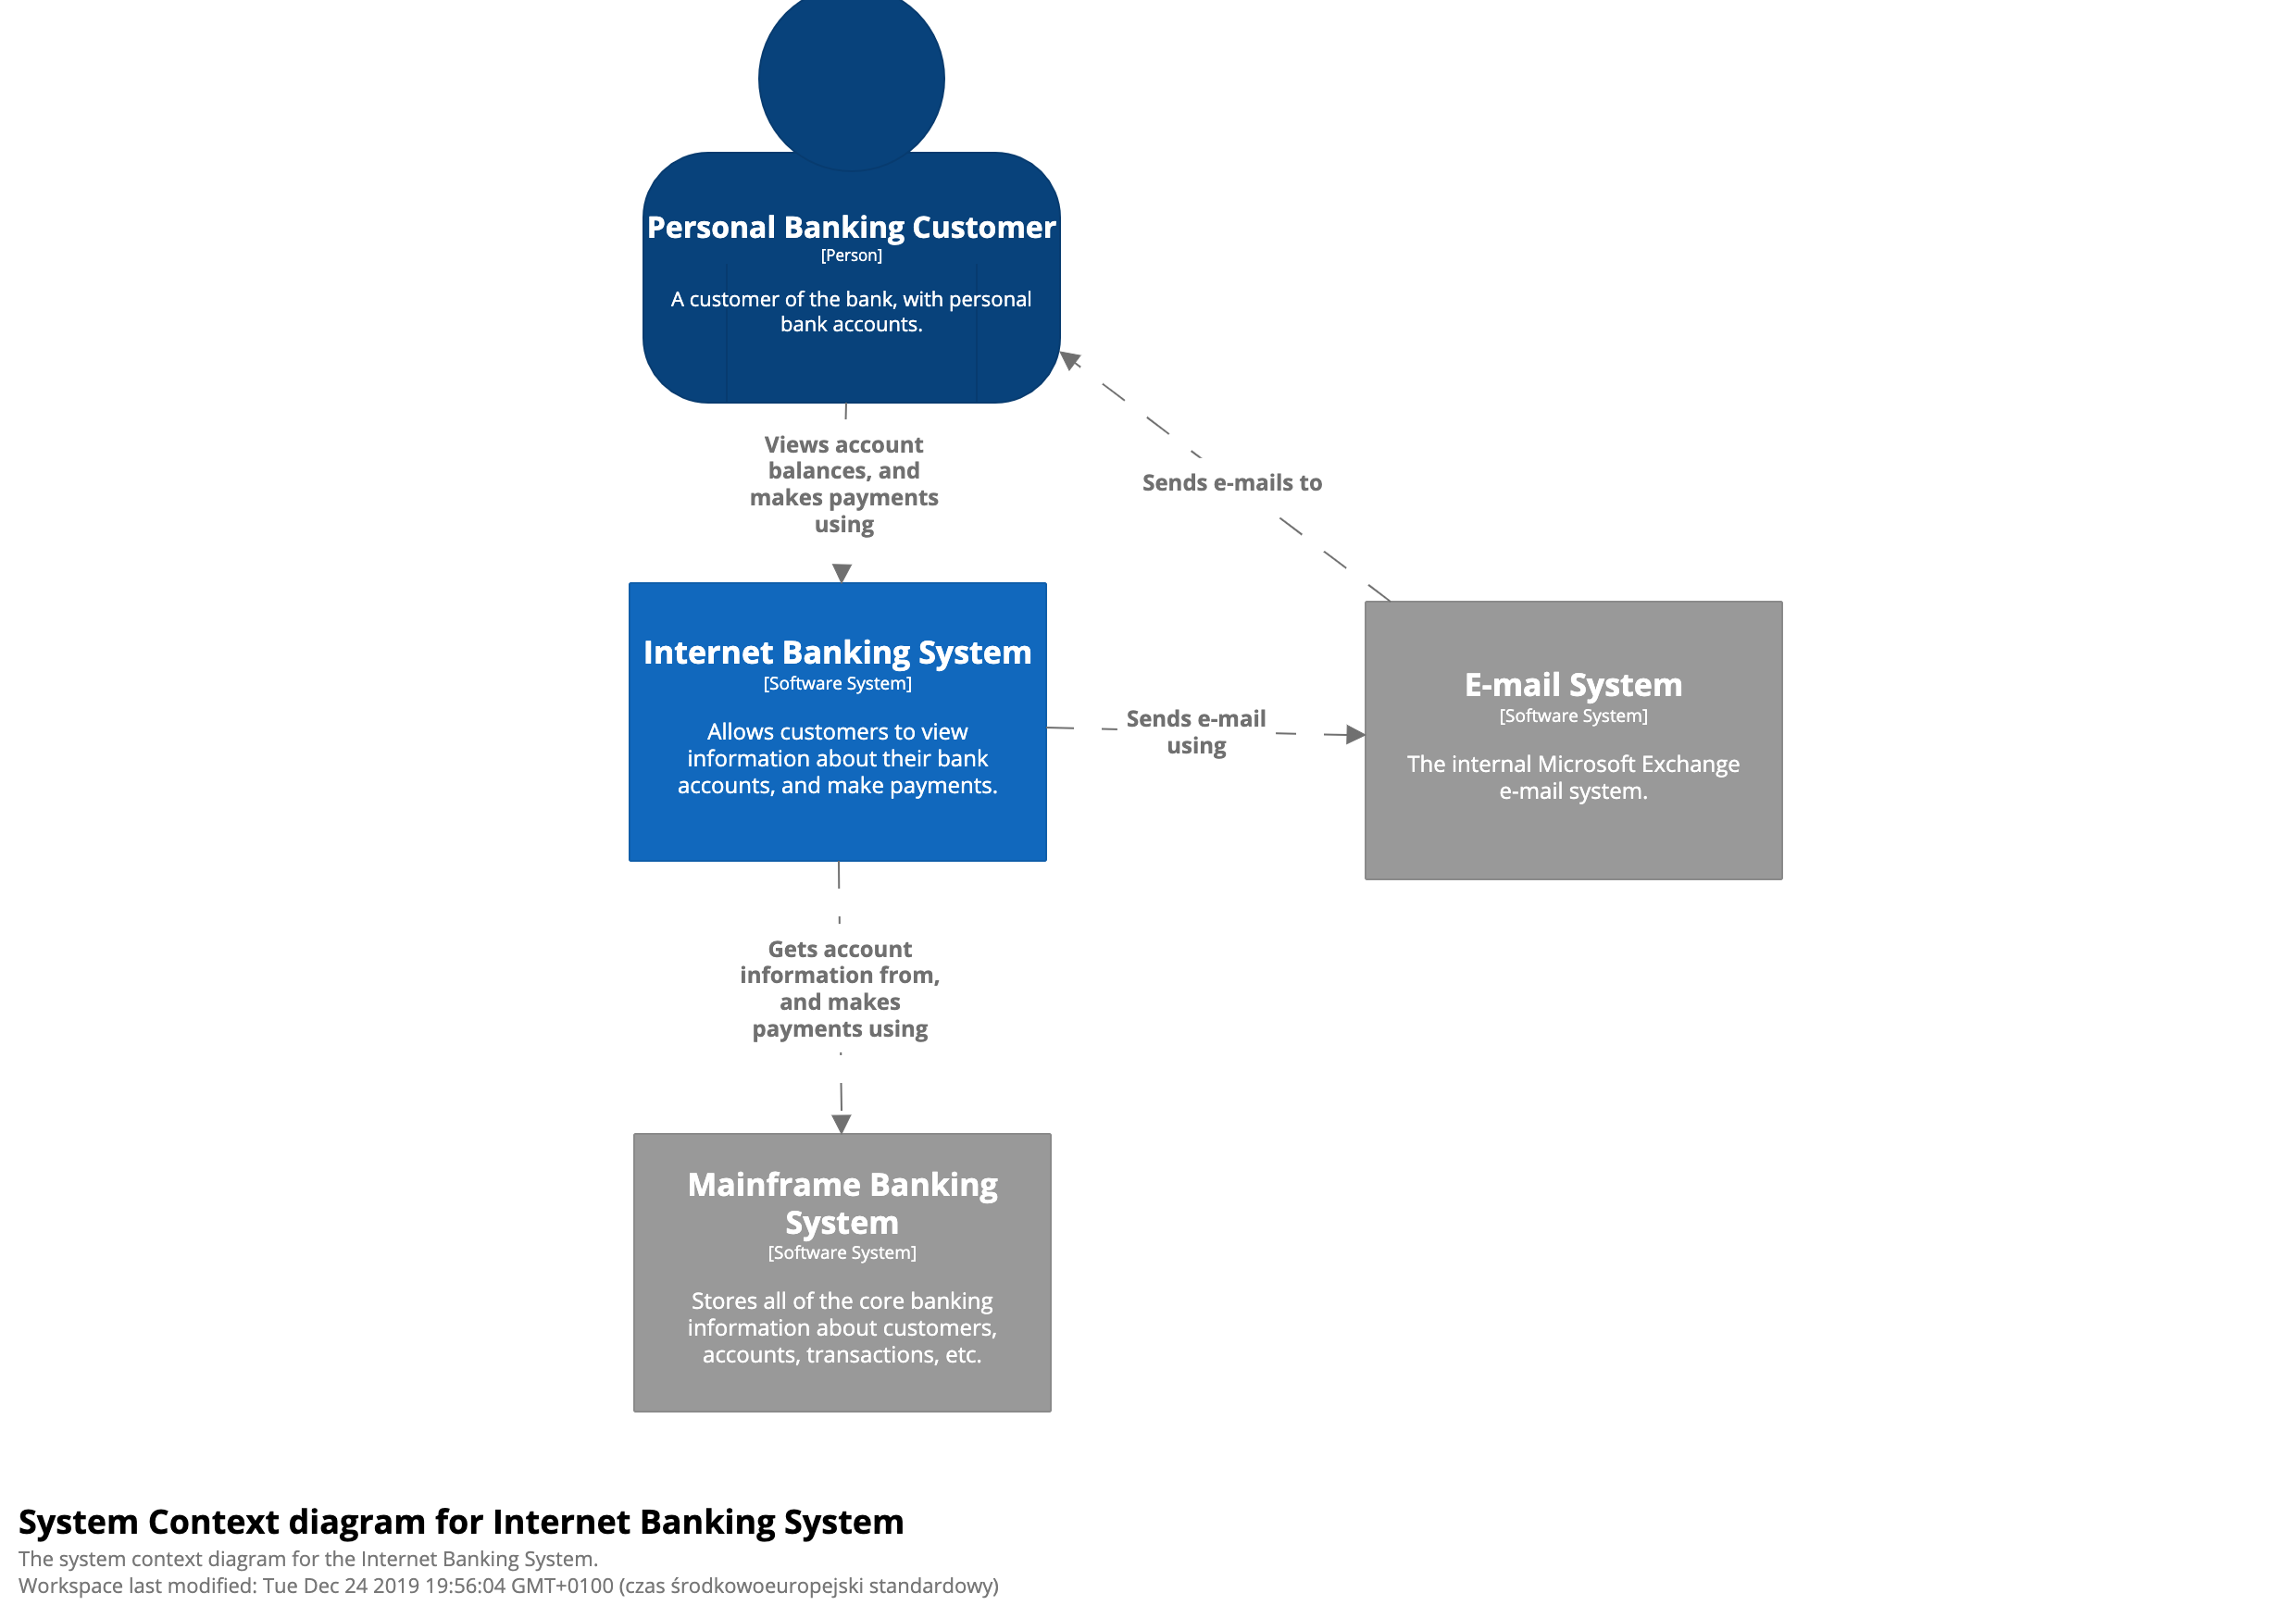 Personal Banking Customer
[Person]
A customer of the bank, with personal
bank accounts.
Views account
balances, and
makes payments
using
Sends e-mails to
Internet Banking System
[Software System]
Allows customers to view
information about their bank
accounts, and make payments.
Sends e-mail
using
E-mail System
[Software System]
The internal Microsoft Exchange
e-mail system.
Gets account
information from,
and makes
payments using
Mainframe Banking
System
[Software System]
Stores all of the core banking
information about customers,
accounts, transactions, etc.
System Context diagram for Internet Banking System
The system context diagram for the Internet Banking System.
Workspace last modified: Tue Dec 24 2019 19:56:04 GMT+0100 (czas środkowoeuropejski standardowy)